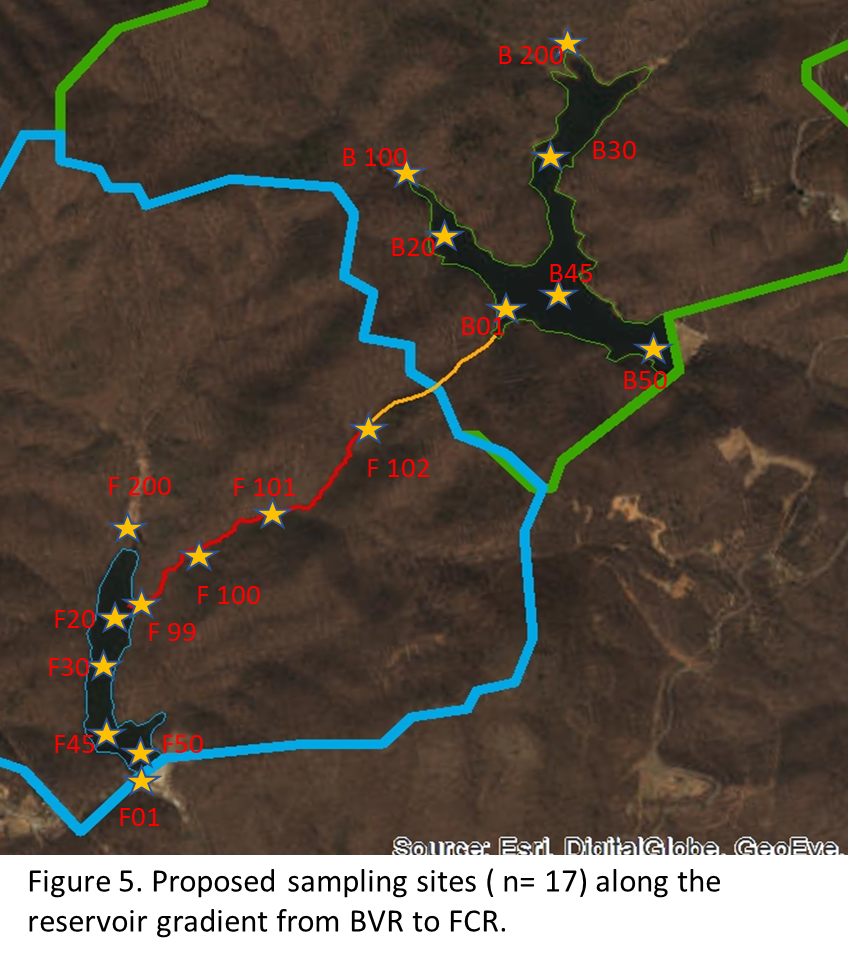 B 200
B30
B 100
B20
B45
B01
B50
F 102
F 200
F 101
F 100
F20
F 99
F30
F45
F50
F01
Source: Esri, DigitalGlobe, GeoEye,
Figure 5. Proposed sampling sites ( n= 17) along the
reservoir gradient from BVR to FCR.